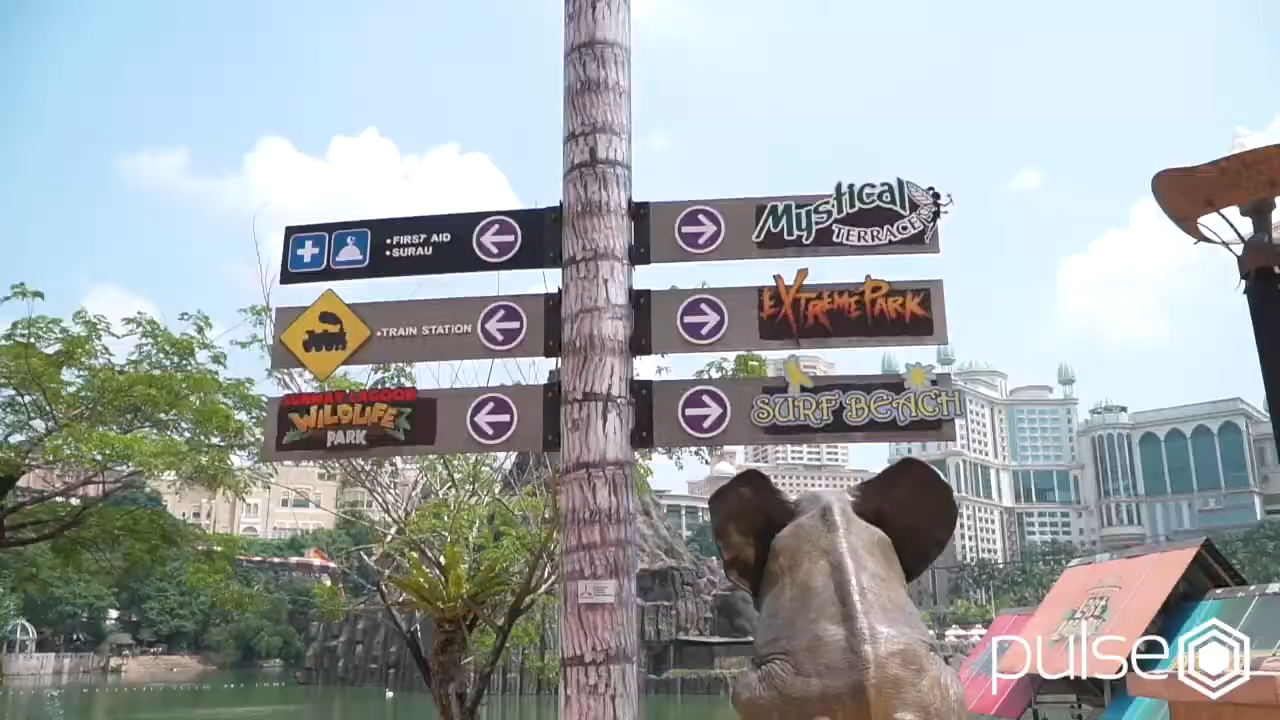 • FIRST AID
• SURAU
• TRAIN STATION
SUNWAY LAGOON
WILDLIFE
PARK
Mystical
TERRACE
EXTREME PARK
SURF BEACH
pulse